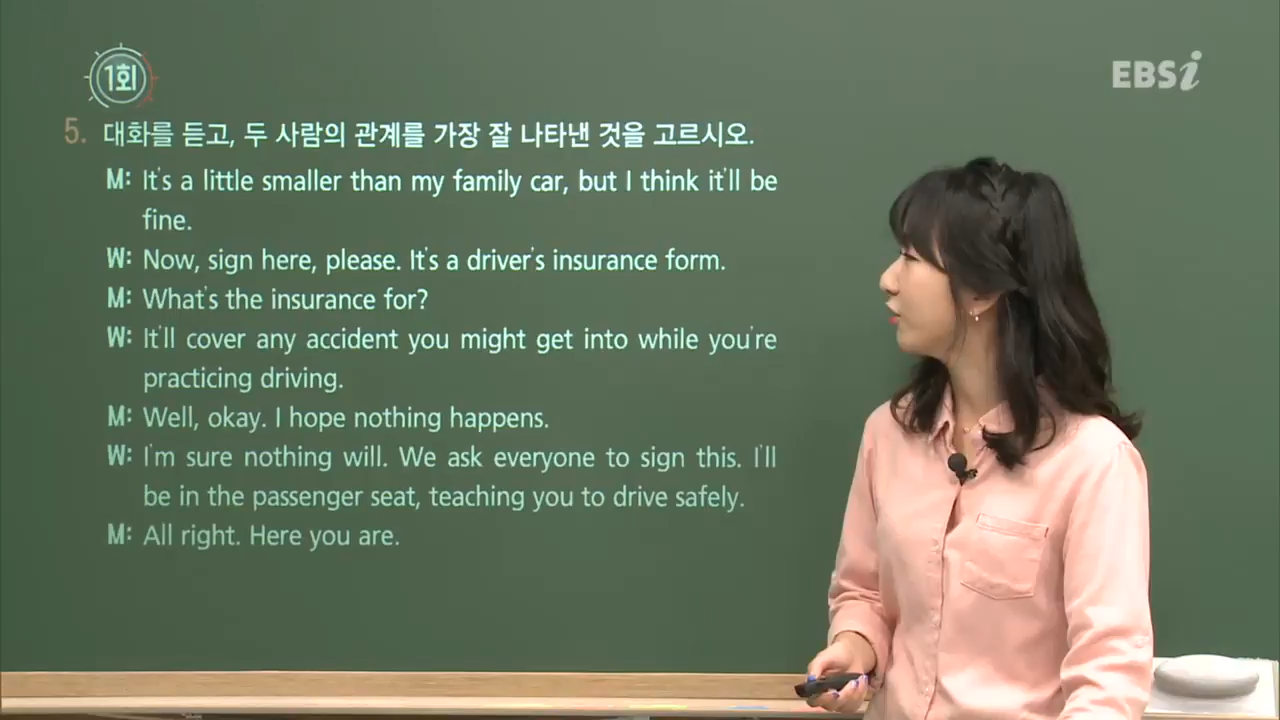 1회
EBSi
5. 대화를 듣고, 두 사람의 관계를 가장 잘 나타낸 것을 고르시오.
M: It's a little smaller than my family car, but I think it'll be
fine.
W: Now, sign here, please. It's a driver's insurance form.
M: What's the insurance for?
W: It'll cover any accident you might get into while you're
practicing driving.
M: Well, okay. I hope nothing happens.
W: I'm sure nothing will. We ask everyone to sign this. I'll
be in the passenger seat, teaching you to drive safely.
M: All right. Here you are.